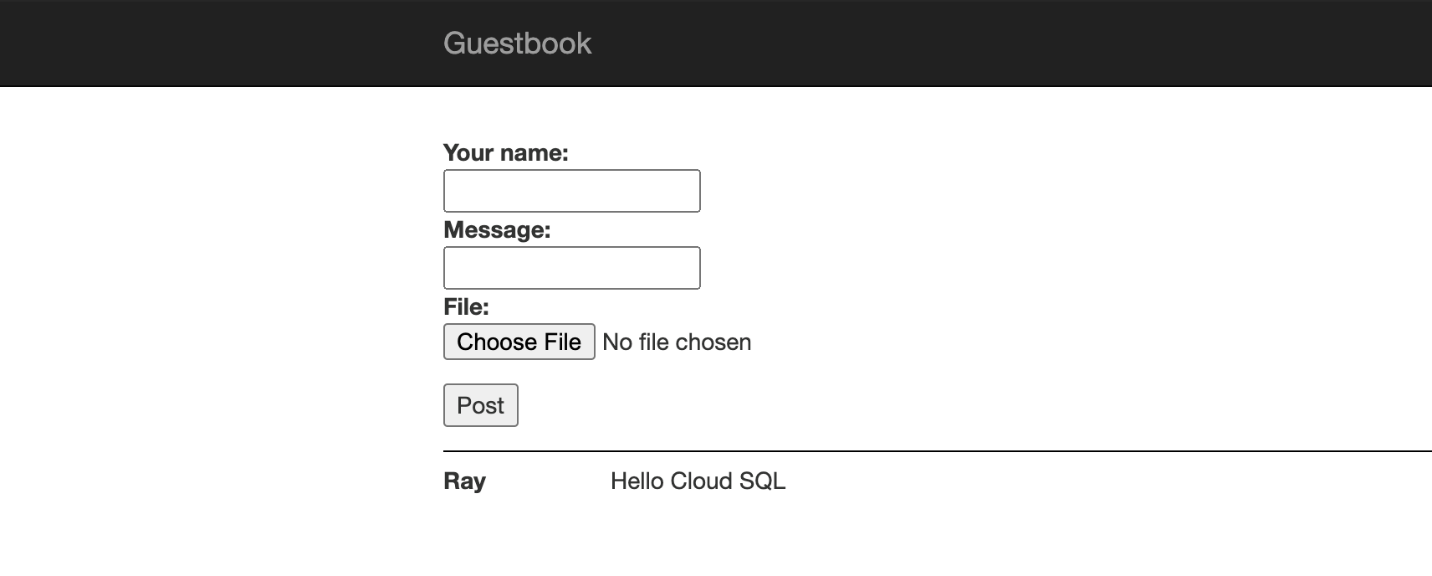 Guestbook
Your name:
Message:
File:
Choose File No file chosen
Post
Ray Hello Cloud SQL